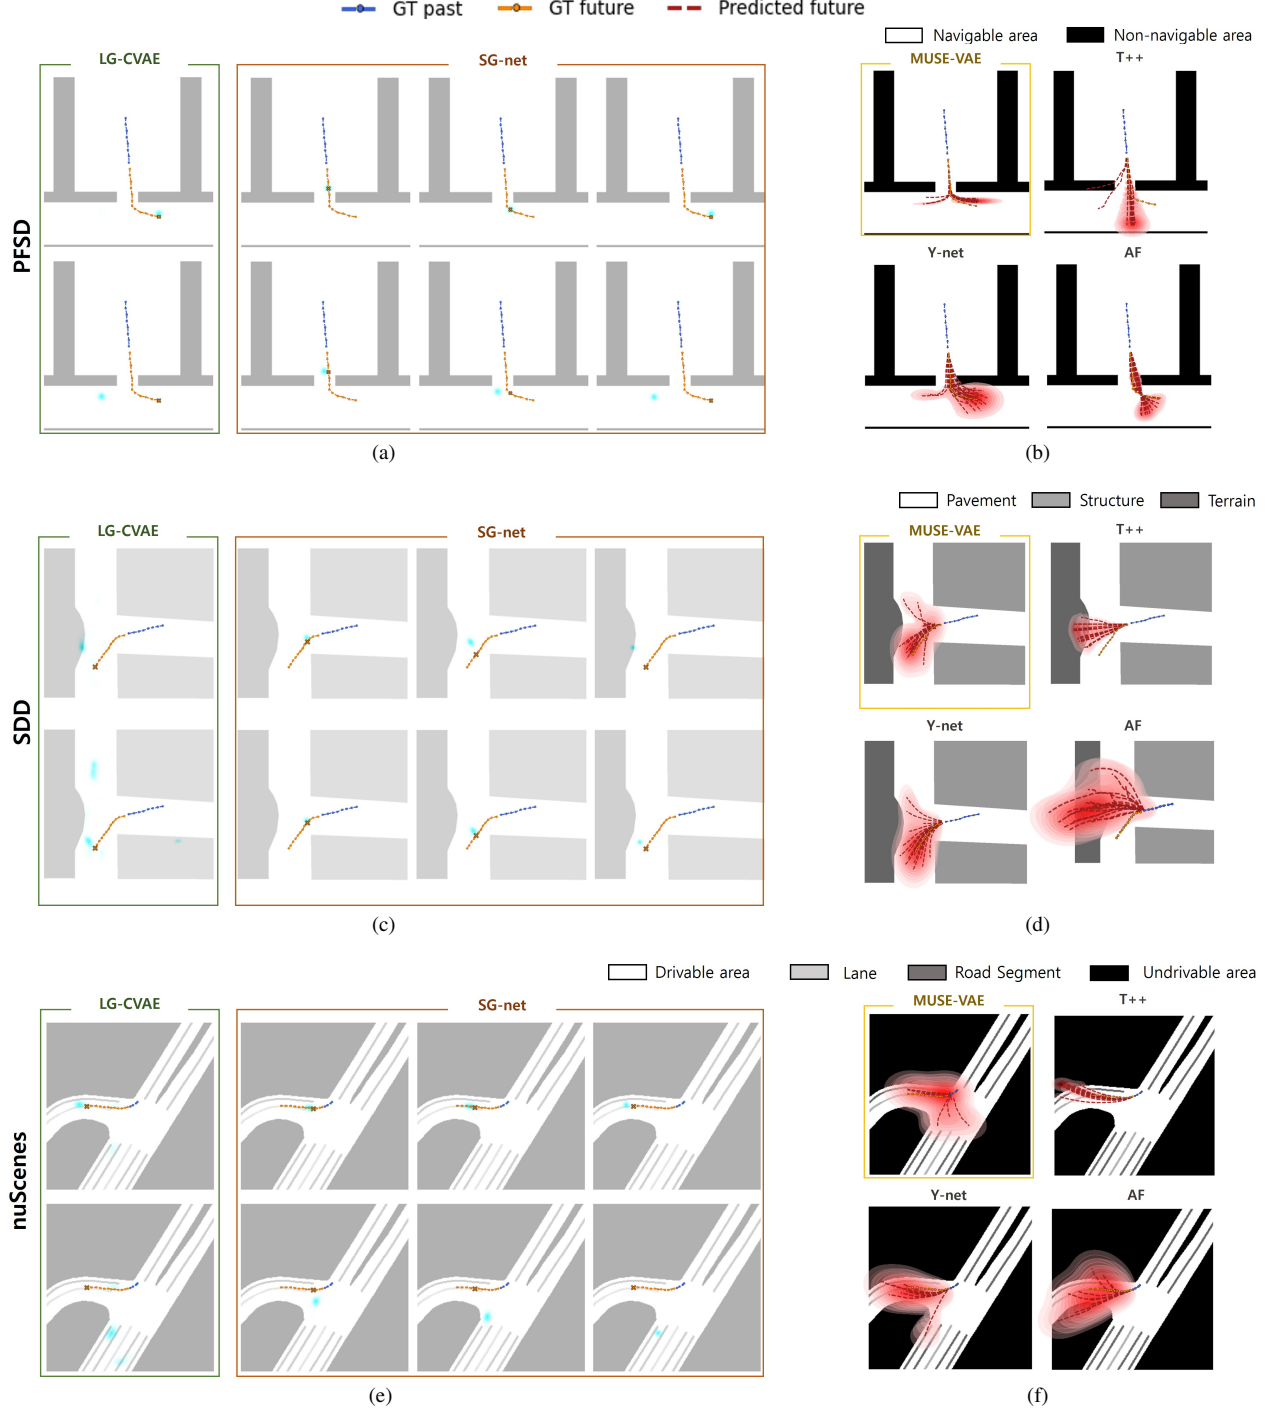 GT past GT future Predicted future
Navigable area Non-navigable area
LG-CVAE SG-net MUSE-VAE T++
PFSD
Y-net AF
(a) (b)
Pavement Structure Terrain
LG-CVAE SG-net MUSE-VAE T++
SDD
Y-net AF
(c) (d)
Drivable area Lane Road Segment Undrivable area
LG-CVAE SG-net MUSE-VAE T++
nuScenes
Y-net AF
(e) (f)